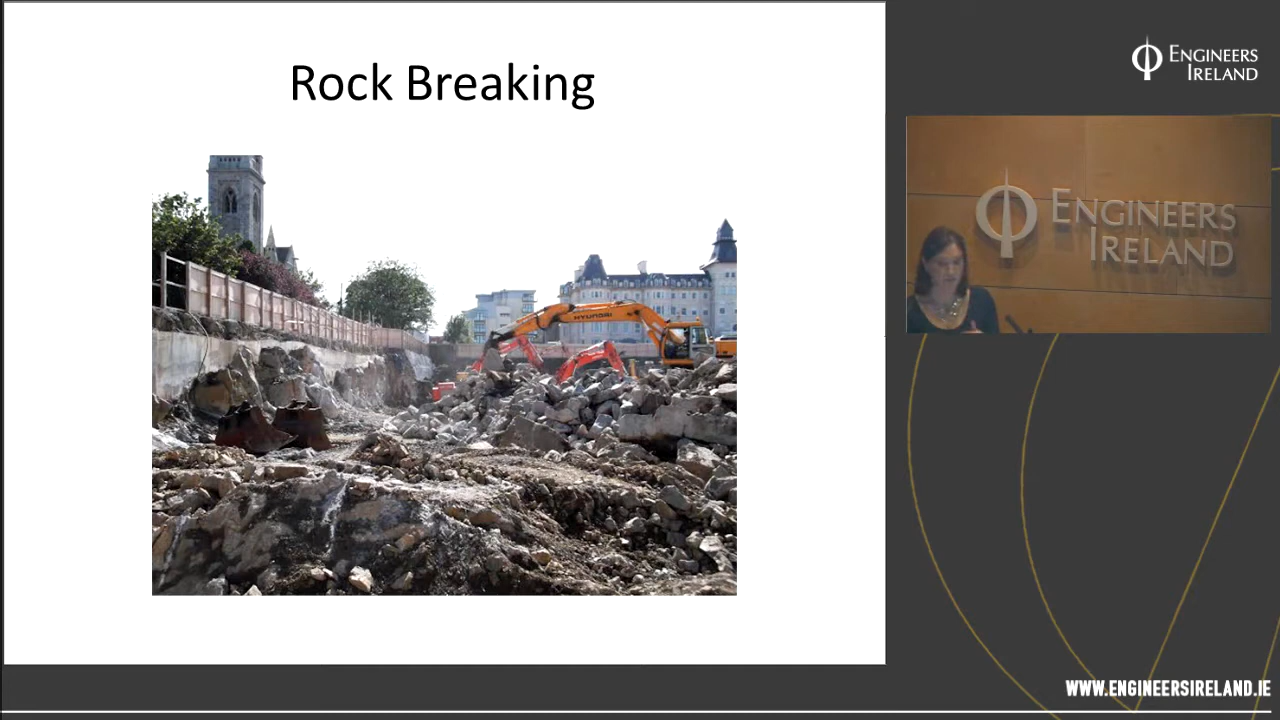 Rock Breaking
HYUNDAI
ENGINEERS
IRELAND
ENGINEERS
IRELAND
WWW.ENGINEERSIRELAND.IE